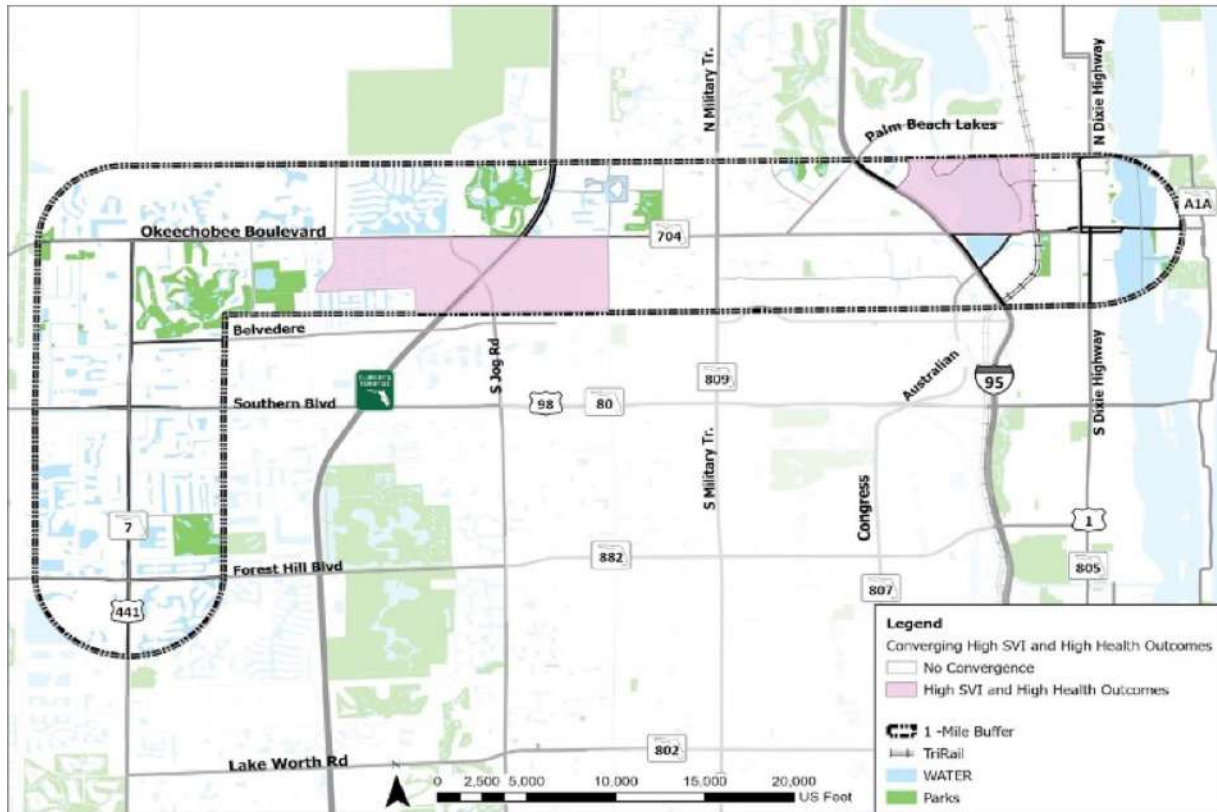 N Military Tr.
Palm Beach Lakes
N Dixie Highway
A1A
Okeechobee Boulevard
704
Belvedere
S Jog Rd
809
Australian
95
S Dixie Highway
Southern Blvd
98
80
S Military Tr.
Congress
7
1
Forest Hill Blvd
882
805
807
441
Legend
Converging High SVI and High Health Outcomes
No Convergence
High SVI and High Health Outcomes
1 -Mile Buffer
TriRail
WATER
Parks
Lake Worth Rd
802
N
0 2,500 5,000 10,000 15,000 20,000
US Feet